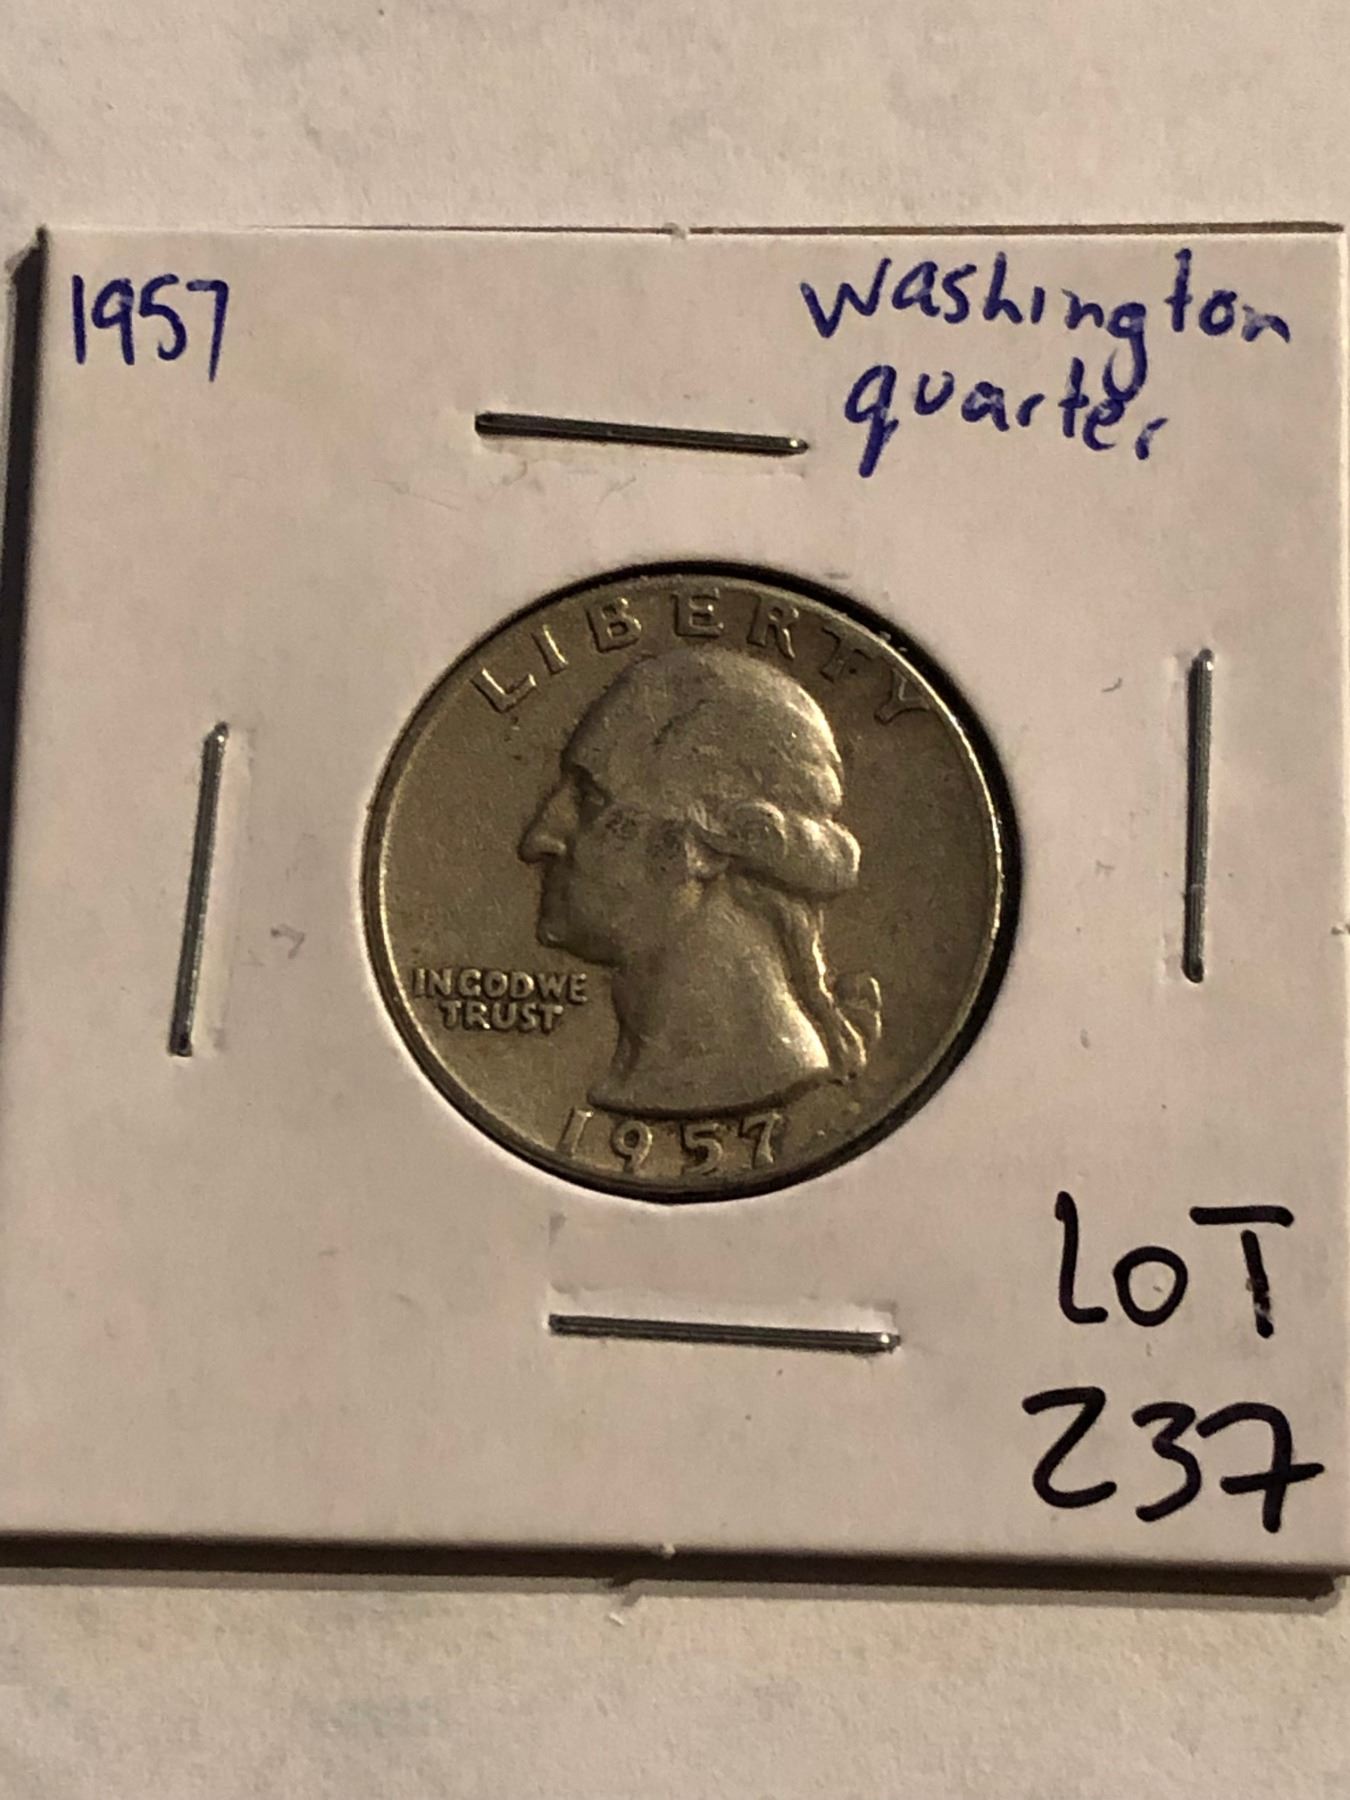 1957
washington
quarter
LIBERTY
IN GOD WE
TRUST
1957
LOT
237